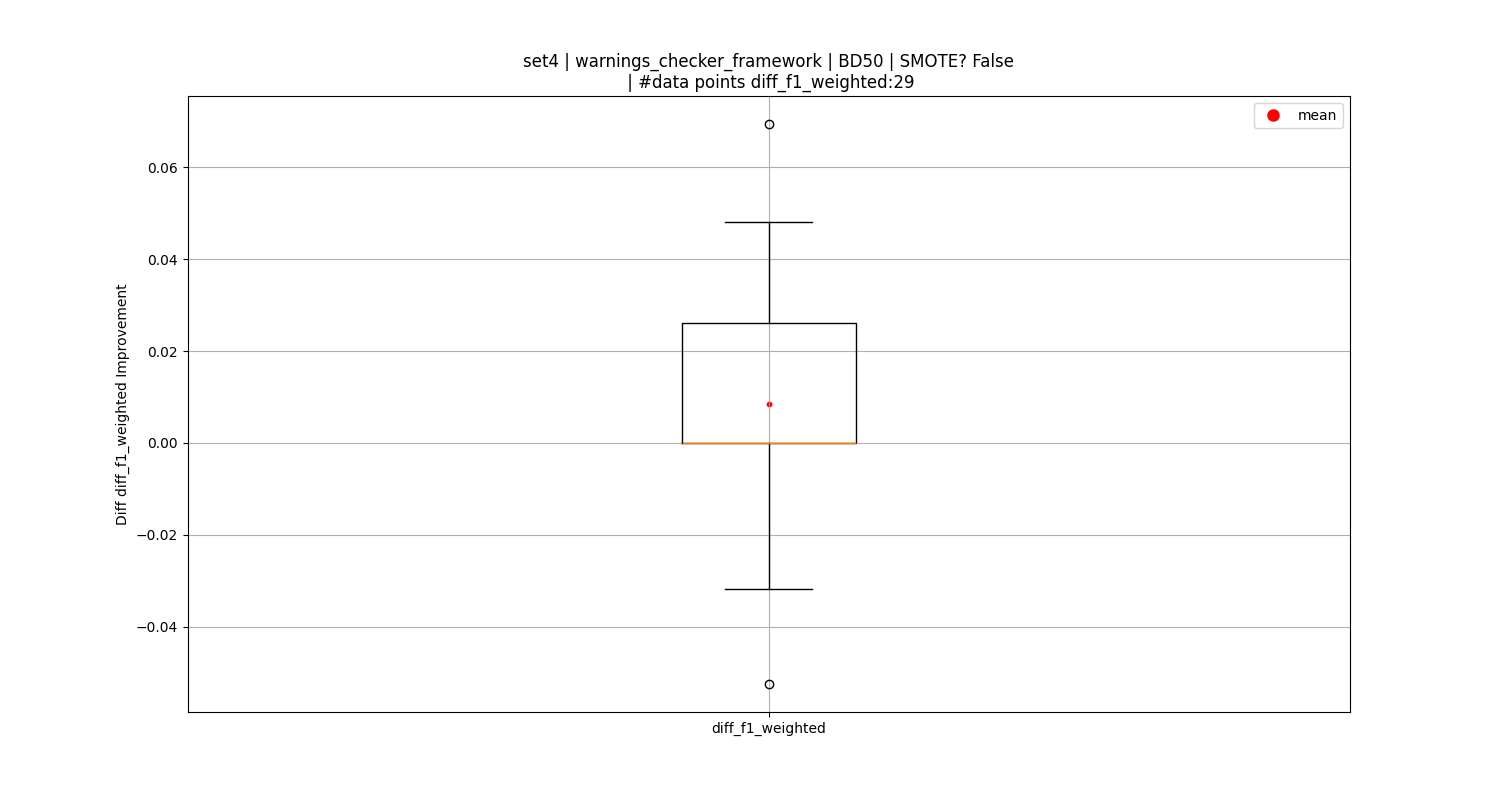 set4 | warnings_checker_framework | BD50 | SMOTE? False
| #data points diff_f1_weighted:29
mean
0.06
0.04
0.02
0.00
−0.02
−0.04
Diff diff_f1_weighted Improvement
diff_f1_weighted